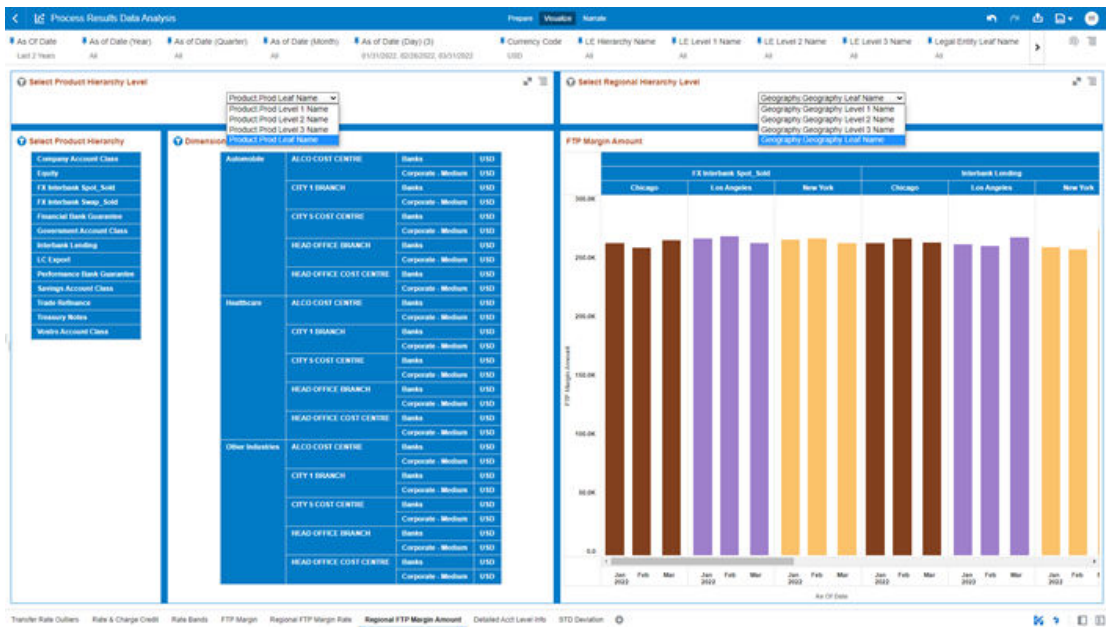 Process Results Data Analysis
Prepare Visualize Narrate
As Of Date
Last 2 Years
As of Date (Year)
All
As of Date (Quarter)
All
As of Date (Month)
All
As of Date (Day) (3)
01/31/2022, 02/28/2022, 03/31/2022
Currency Code
USD
LE Hierarchy Name
All
LE Level 1 Name
All
LE Level 2 Name
All
LE Level 3 Name
All
Legal Entity Leaf Name
All
Select Product Hierarchy Level
Product.Prod Leaf Name
Product.Prod Level 1 Name
Product.Prod Level 2 Name
Product.Prod Level 3 Name
Product.Prod Leaf Name
Select Regional Hierarchy Level
Geography.Geography Leaf Name
Geography.Geography Level 1 Name
Geography.Geography Level 2 Name
Geography.Geography Level 3 Name
Geography.Geography Leaf Name
Select Product Hierarchy
Company Account Class
Equity
FX Interbank Spot_Sold
FX Interbank Swap_Sold
Financial Bank Guarantee
Government Account Class
Interbank Lending
LC Export
Performance Bank Guarantee
Savings Account Class
Trade Refinance
Treasury Notes
Vostro Account Class
Dimension
Automobile ALCO COST CENTRE Banks USD
Corporate - Medium USD
CITY 1 BRANCH Banks USD
Corporate - Medium USD
CITY 5 COST CENTRE Banks USD
Corporate - Medium USD
HEAD OFFICE BRANCH Banks USD
Corporate - Medium USD
HEAD OFFICE COST CENTRE Banks USD
Corporate - Medium USD
Healthcare ALCO COST CENTRE Banks USD
Corporate - Medium USD
CITY 1 BRANCH Banks USD
Corporate - Medium USD
CITY 5 COST CENTRE Banks USD
Corporate - Medium USD
HEAD OFFICE BRANCH Banks USD
Corporate - Medium USD
HEAD OFFICE COST CENTRE Banks USD
Corporate - Medium USD
Other Industries ALCO COST CENTRE Banks USD
Corporate - Medium USD
CITY 1 BRANCH Banks USD
Corporate - Medium USD
CITY 5 COST CENTRE Banks USD
Corporate - Medium USD
HEAD OFFICE BRANCH Banks USD
Corporate - Medium USD
HEAD OFFICE COST CENTRE Banks USD
Corporate - Medium USD
FTP Margin Amount
FX Interbank Spot_Sold Interbank Lending
Chicago Los Angeles New York Chicago Los Angeles New York
300.0K
250.0K
200.0K
150.0K
100.0K
50.0K
0.0
FTP Margin Amount
Jan Feb Mar Jan Feb Mar Jan Feb Mar Jan Feb Mar Jan Feb Mar Jan Feb
2022 2022 2022 2022 2022 2022
As Of Date
Transfer Rate Outliers Rate & Charge Credit Rate Bands FTP Margin Regional FTP Margin Rate Regional FTP Margin Amount Detailed Acct Level Info STD Deviation